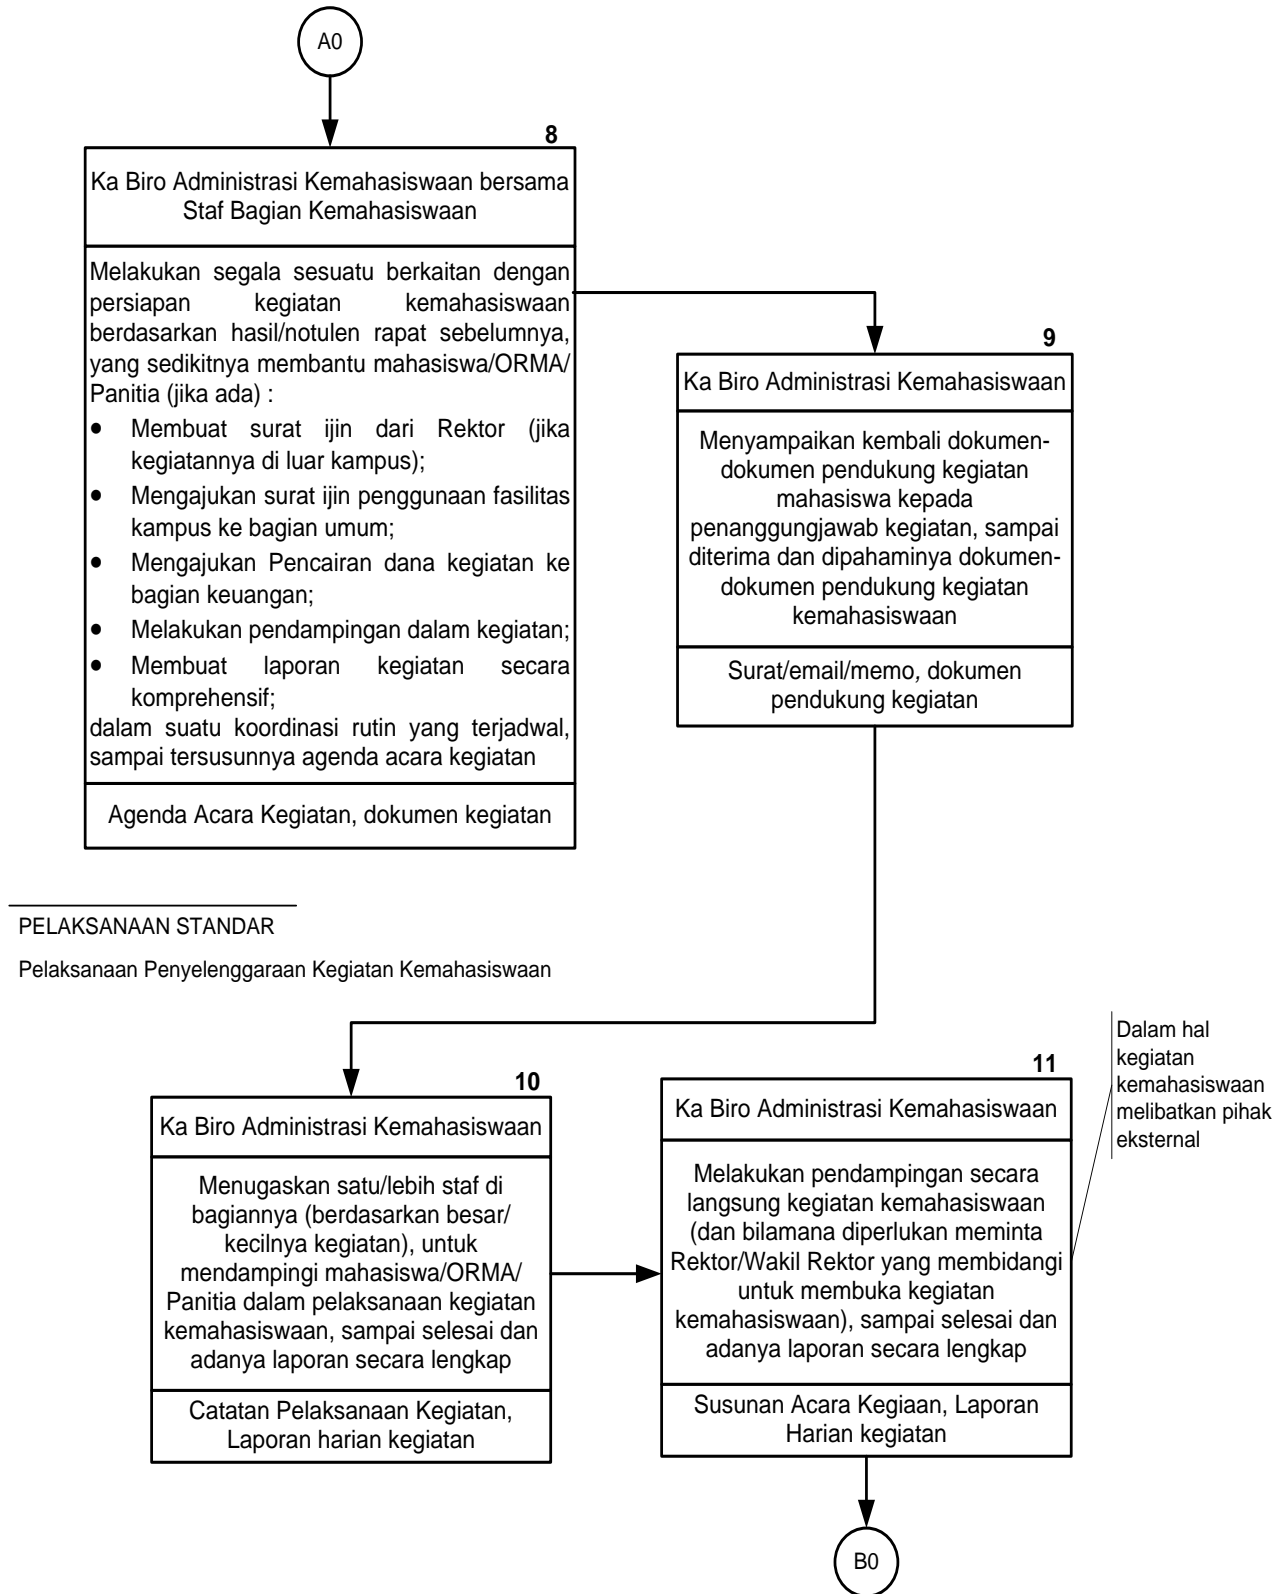 A0
8
Ka Biro Administrasi Kemahasiswaan bersama
Staf Bagian Kemahasiswaan
Melakukan segala sesuatu berkaitan dengan
persiapan kegiatan kemahasiswaan
berdasarkan hasil/notulen rapat sebelumnya,
yang sedikitnya membantu mahasiswa/ORMA/
Panitia (jika ada) :
• Membuat surat ijin dari Rektor (jika
kegiatannya di luar kampus);
• Mengajukan surat ijin penggunaan fasilitas
kampus ke bagian umum;
• Mengajukan Pencairan dana kegiatan ke
bagian keuangan;
• Melakukan pendampingan dalam kegiatan;
• Membuat laporan kegiatan secara
komprehensif;
dalam suatu koordinasi rutin yang terjadwal,
sampai tersusunnya agenda acara kegiatan
Agenda Acara Kegiatan, dokumen kegiatan
9
Ka Biro Administrasi Kemahasiswaan
Menyampaikan kembali dokumen-
dokumen pendukung kegiatan
mahasiswa kepada
penanggungjawab kegiatan, sampai
diterima dan dipahaminya dokumen-
dokumen pendukung kegiatan
kemahasiswaan
Surat/email/memo, dokumen
pendukung kegiatan
PELAKSANAAN STANDAR
Pelaksanaan Penyelenggaraan Kegiatan Kemahasiswaan
10
Ka Biro Administrasi Kemahasiswaan
Menugaskan satu/lebih staf di
bagiannya (berdasarkan besar/
kecilnya kegiatan), untuk
mendampingi mahasiswa/ORMA/
Panitia dalam pelaksanaan kegiatan
kemahasiswaan, sampai selesai dan
adanya laporan secara lengkap
Catatan Pelaksanaan Kegiatan,
Laporan harian kegiatan
11
Ka Biro Administrasi Kemahasiswaan
Melakukan pendampingan secara
langsung kegiatan kemahasiswaan
(dan bilamana diperlukan meminta
Rektor/Wakil Rektor yang membidangi
untuk membuka kegiatan
kemahasiswaan), sampai selesai dan
adanya laporan secara lengkap
Susunan Acara Kegiaan, Laporan
Harian kegiatan
Dalam hal
kegiatan
kemahasiswaan
melibatkan pihak
eksternal
B0